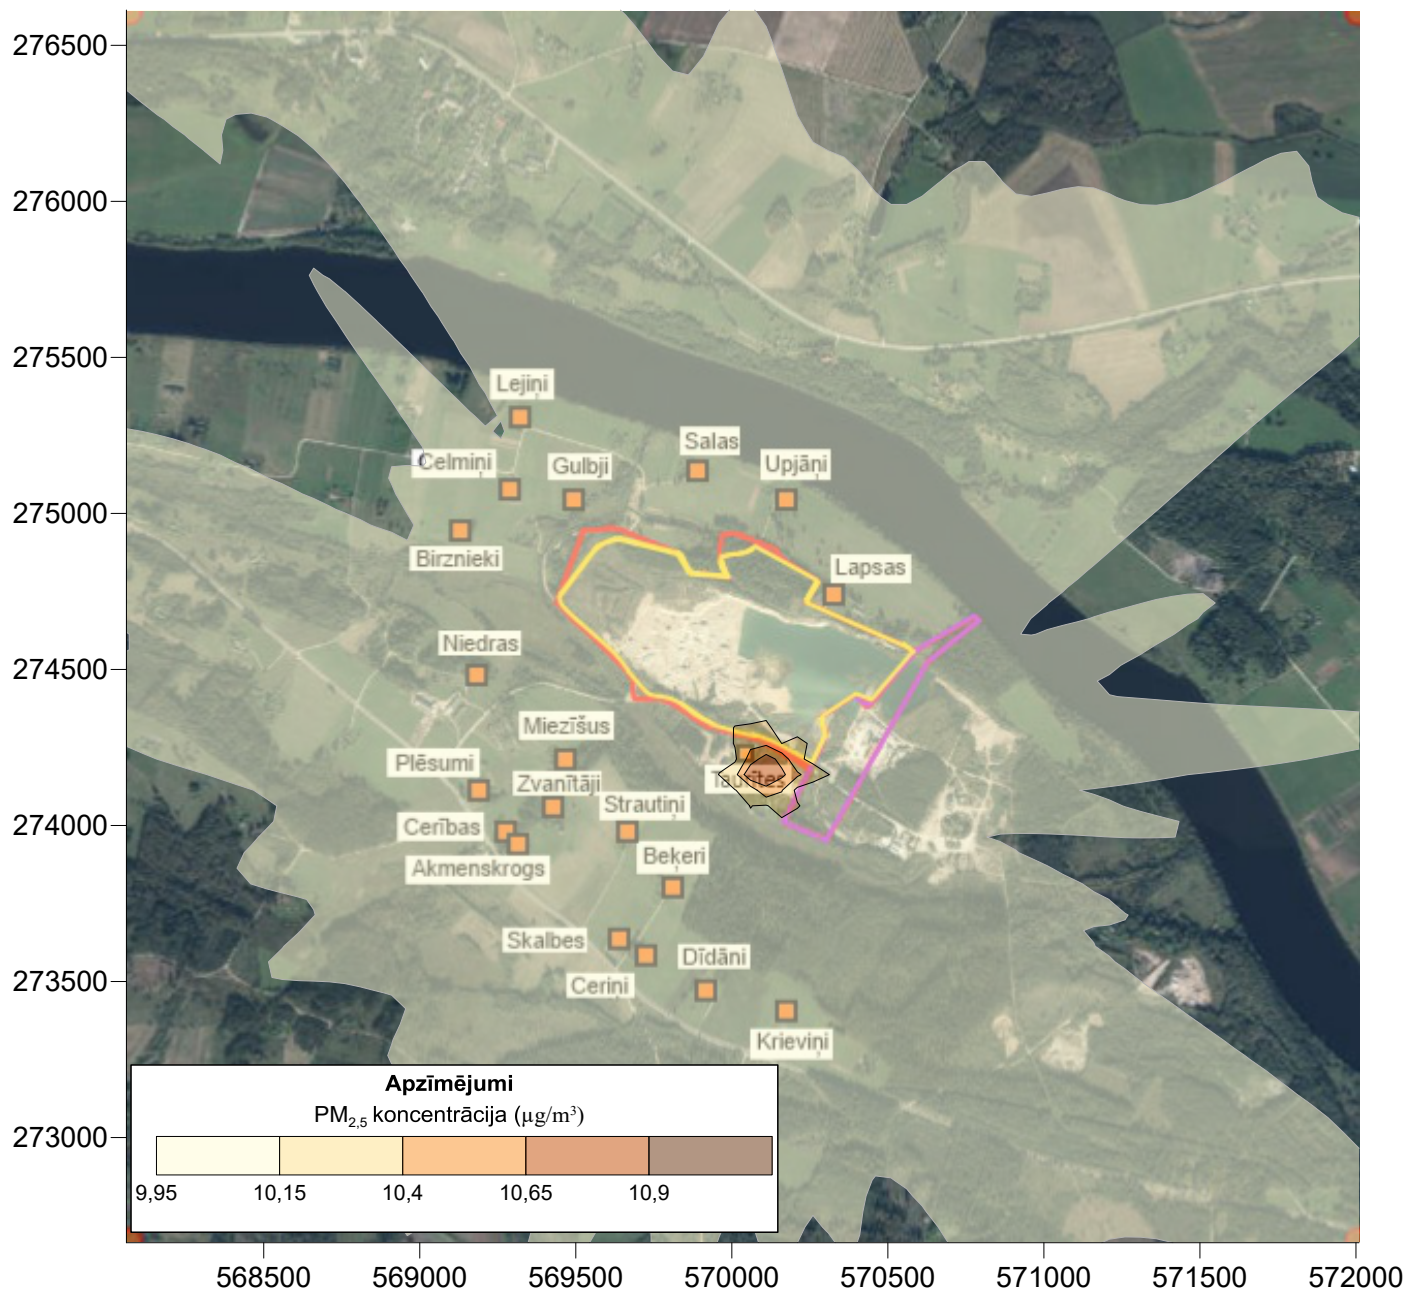 276500
276000
275500
Lejiņi
Salas
Celmiņi
Gulbji
Upjāņi
275000
Birznieki
Lapsas
Niedras
274500
Miezīšus
Plēsumi
Zvanītāji
Strautiņi
274000
Cerības
Beķeri
Akmenskrogs
Skalbes
Dīdāni
273500
Ceriņi
Krieviņi
Apzīmējumi
PM2,5 koncentrācija (µg/m³)
273000
9,95 10,15 10,4 10,65 10,9
568500 569000 569500 570000 570500 571000 571500 572000